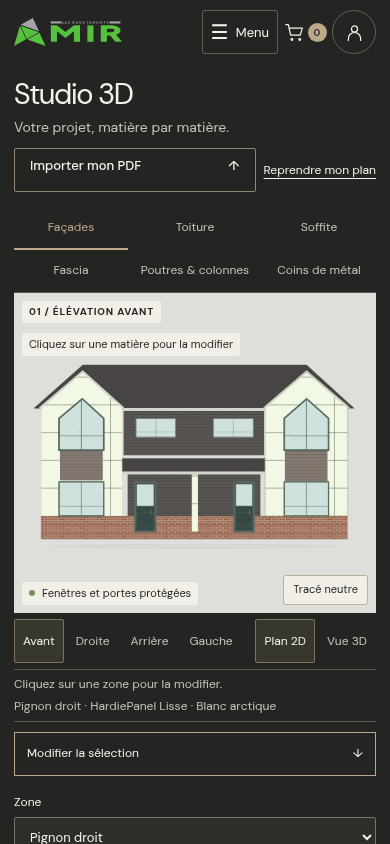 LES REVÊTEMENTS
MIR
Menu
0
Studio 3D
Votre projet, matière par matière.
Importer mon PDF ↑
Reprendre mon plan
Façades Toiture Soffite
Fascia Poutres & colonnes Coins de métal
01 / ÉLÉVATION AVANT
Cliquez sur une matière pour la modifier
Fenêtres et portes protégées
Tracé neutre
Avant Droite Arrière Gauche Plan 2D Vue 3D
Cliquez sur une zone pour la modifier.
Pignon droit · HardiePanel Lisse · Blanc arctique
Modifier la sélection ↓
Zone
Pignon droit